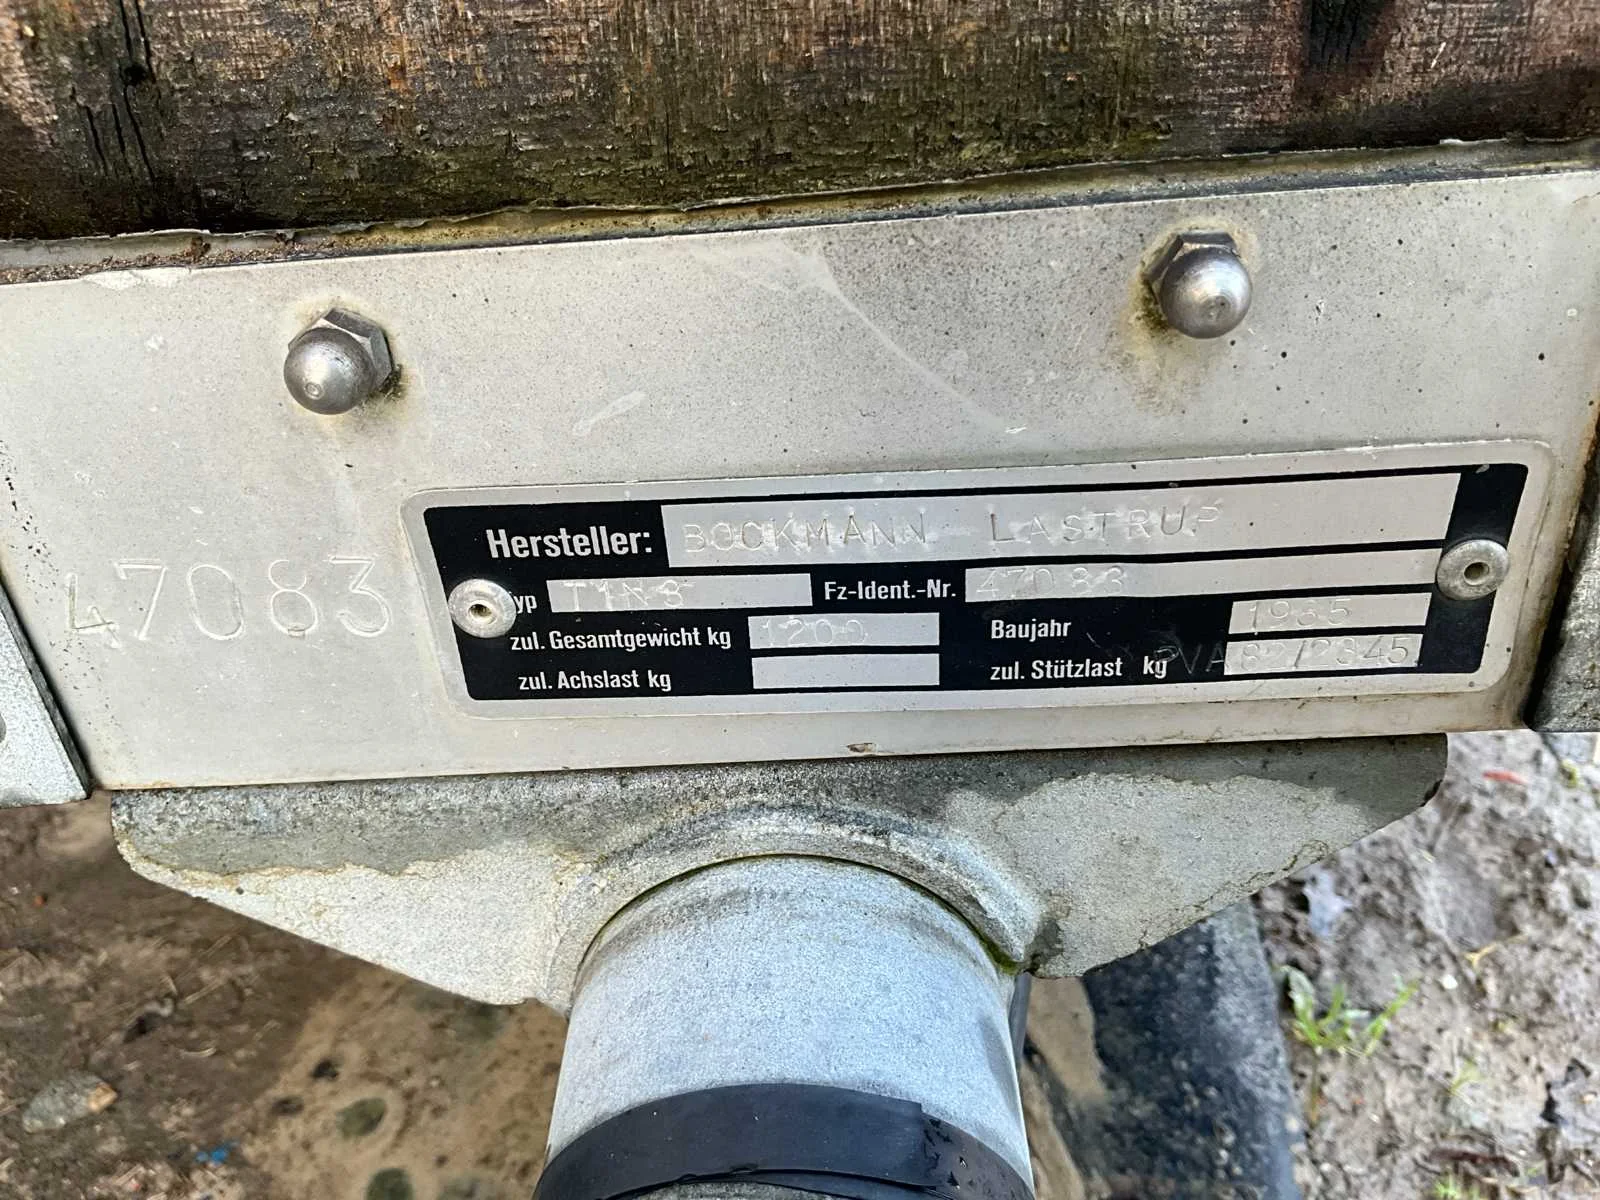 47083
Hersteller: BOCKMANN LASTRUP
Typ T1N3 Fz-Ident.-Nr. 47083
zul. Gesamtgewicht kg 1200 Baujahr 1985
zul. Achslast kg zul. Stützlast kg PVA 82/2345